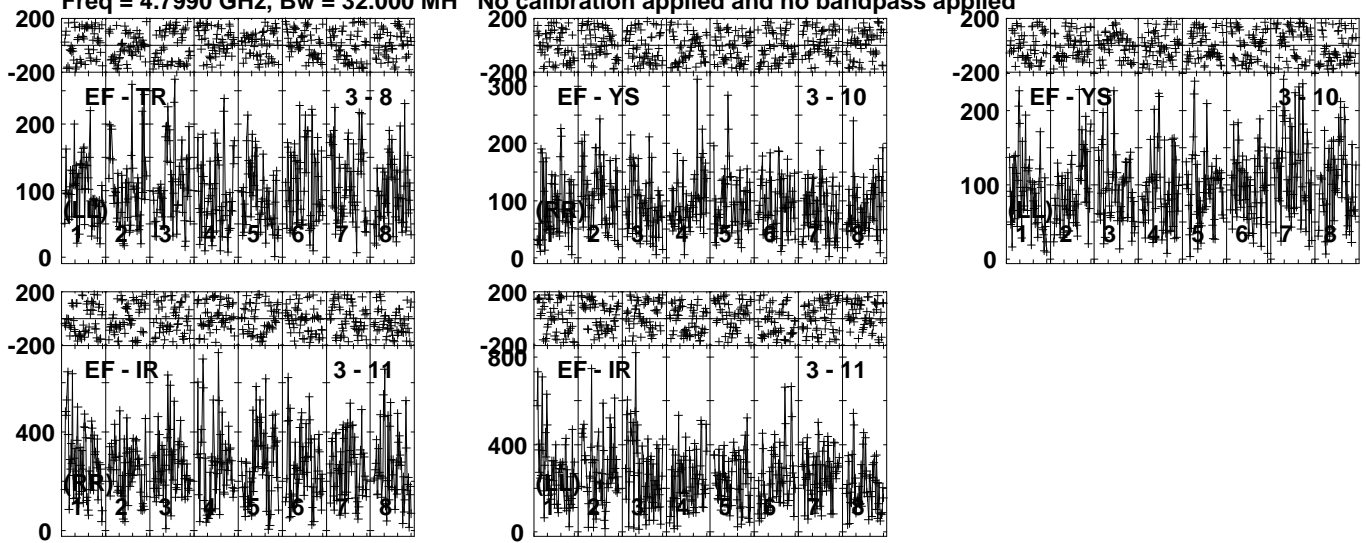 Freq = 4.7990 GHz, Bw = 32.000 MH No calibration applied and no bandpass applied
200
-200
EF - TR 3 - 8
200
100
0
(LL)
1 2 3 4 5 6 7 8
200
-200
300
EF - YS 3 - 10
200
100
0
(RR)
1 2 3 4 5 6 7 8
200
-200
EF - YS 3 - 10
200
100
0
(LL)
1 2 3 4 5 6 7 8
200
-200
EF - IR 3 - 11
400
0
(RR)
1 2 3 4 5 6 7 8
200
-200
800
EF - IR 3 - 11
400
0
(LL)
1 2 3 4 5 6 7 8